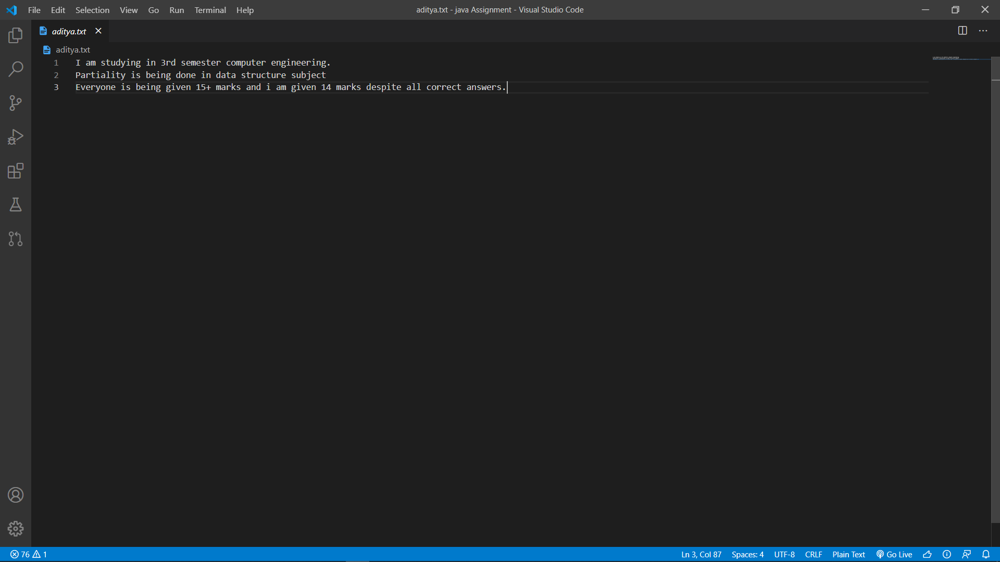 File Edit Selection View Go Run Terminal Help aditya.txt - java Assignment - Visual Studio Code
aditya.txt
aditya.txt
1 I am studying in 3rd semester computer engineering.
2 Partiality is being done in data structure subject
3 Everyone is being given 15+ marks and i am given 14 marks despite all correct answers.
76 1 Ln 3, Col 87 Spaces: 4 UTF-8 CRLF Plain Text Go Live